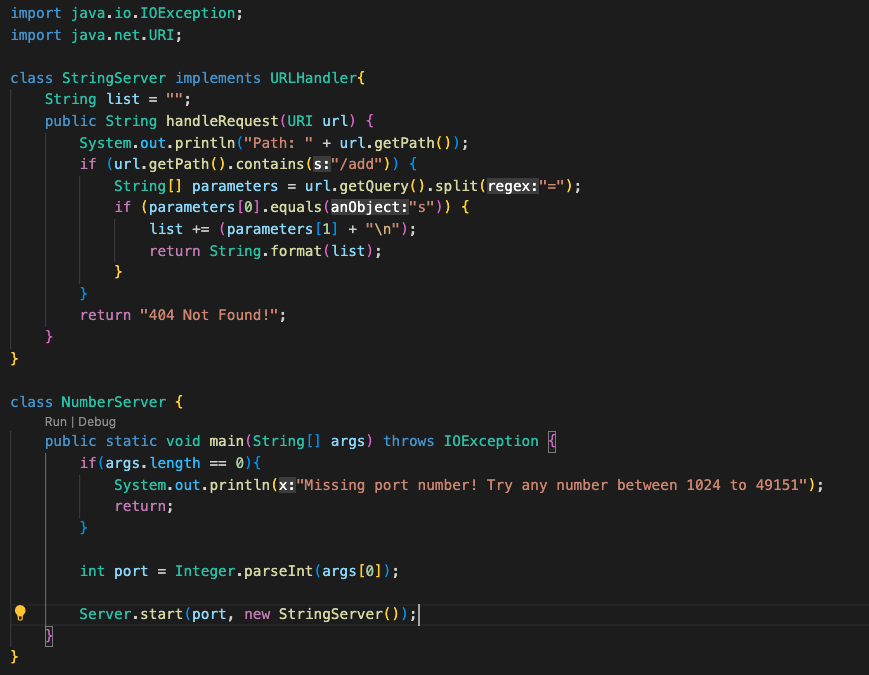 import java.io.IOException;
import java.net.URI;

class StringServer implements URLHandler{
    String list = "";
    public String handleRequest(URI url) {
        System.out.println("Path: " + url.getPath());
        if (url.getPath().contains(s:"/add")) {
            String[] parameters = url.getQuery().split(regex:"=");
            if (parameters[0].equals(anObject:"s")) {
                list += (parameters[1] + "\n");
                return String.format(list);
            }
        }
        return "404 Not Found!";
    }
}

class NumberServer {
    Run | Debug
    public static void main(String[] args) throws IOException {
        if(args.length == 0){
            System.out.println(x:"Missing port number! Try any number between 1024 to 49151");
            return;
        }

        int port = Integer.parseInt(args[0]);

        Server.start(port, new StringServer());
    }
}